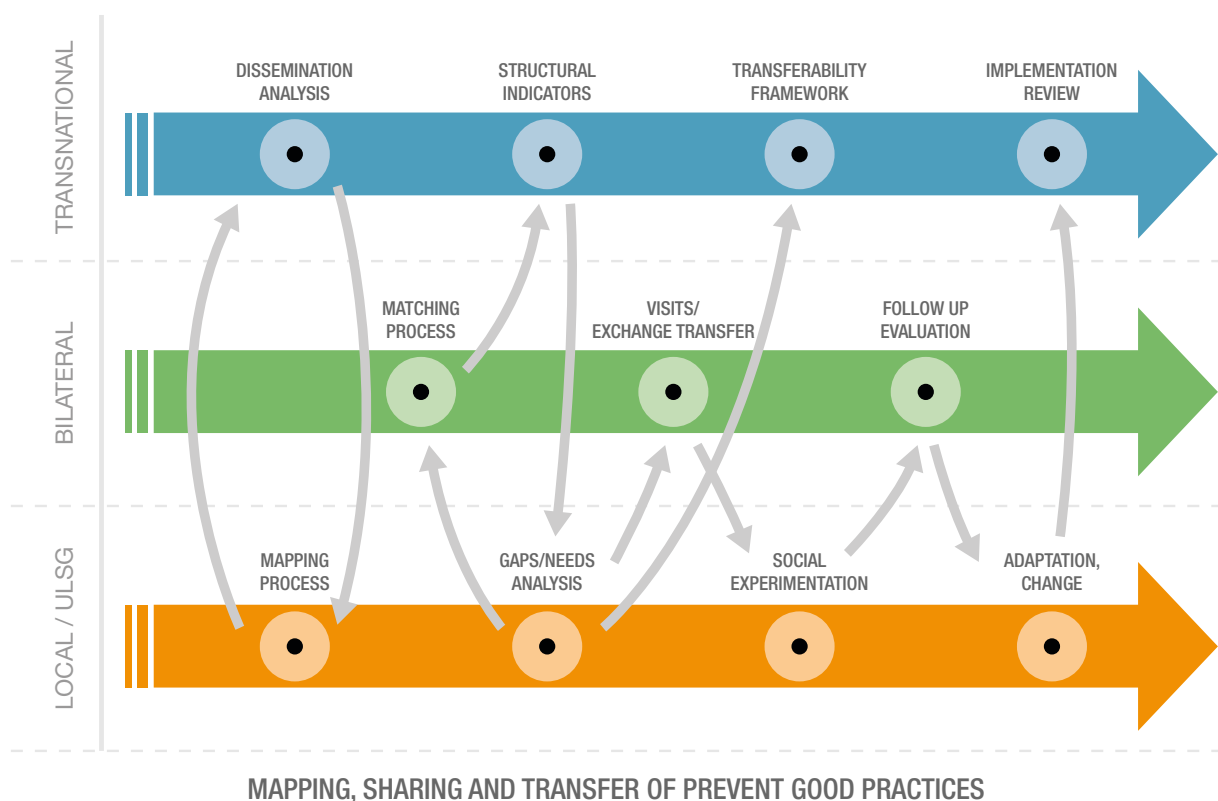 TRANSNATIONAL
DISSEMINATION
ANALYSIS
STRUCTURAL
INDICATORS
TRANSFERABILITY
FRAMEWORK
IMPLEMENTATION
REVIEW
BILATERAL
MATCHING
PROCESS
VISITS/
EXCHANGE TRANSFER
FOLLOW UP
EVALUATION
LOCAL / ULSG
MAPPING
PROCESS
GAPS/NEEDS
ANALYSIS
SOCIAL
EXPERIMENTATION
ADAPTATION,
CHANGE
MAPPING, SHARING AND TRANSFER OF PREVENT GOOD PRACTICES